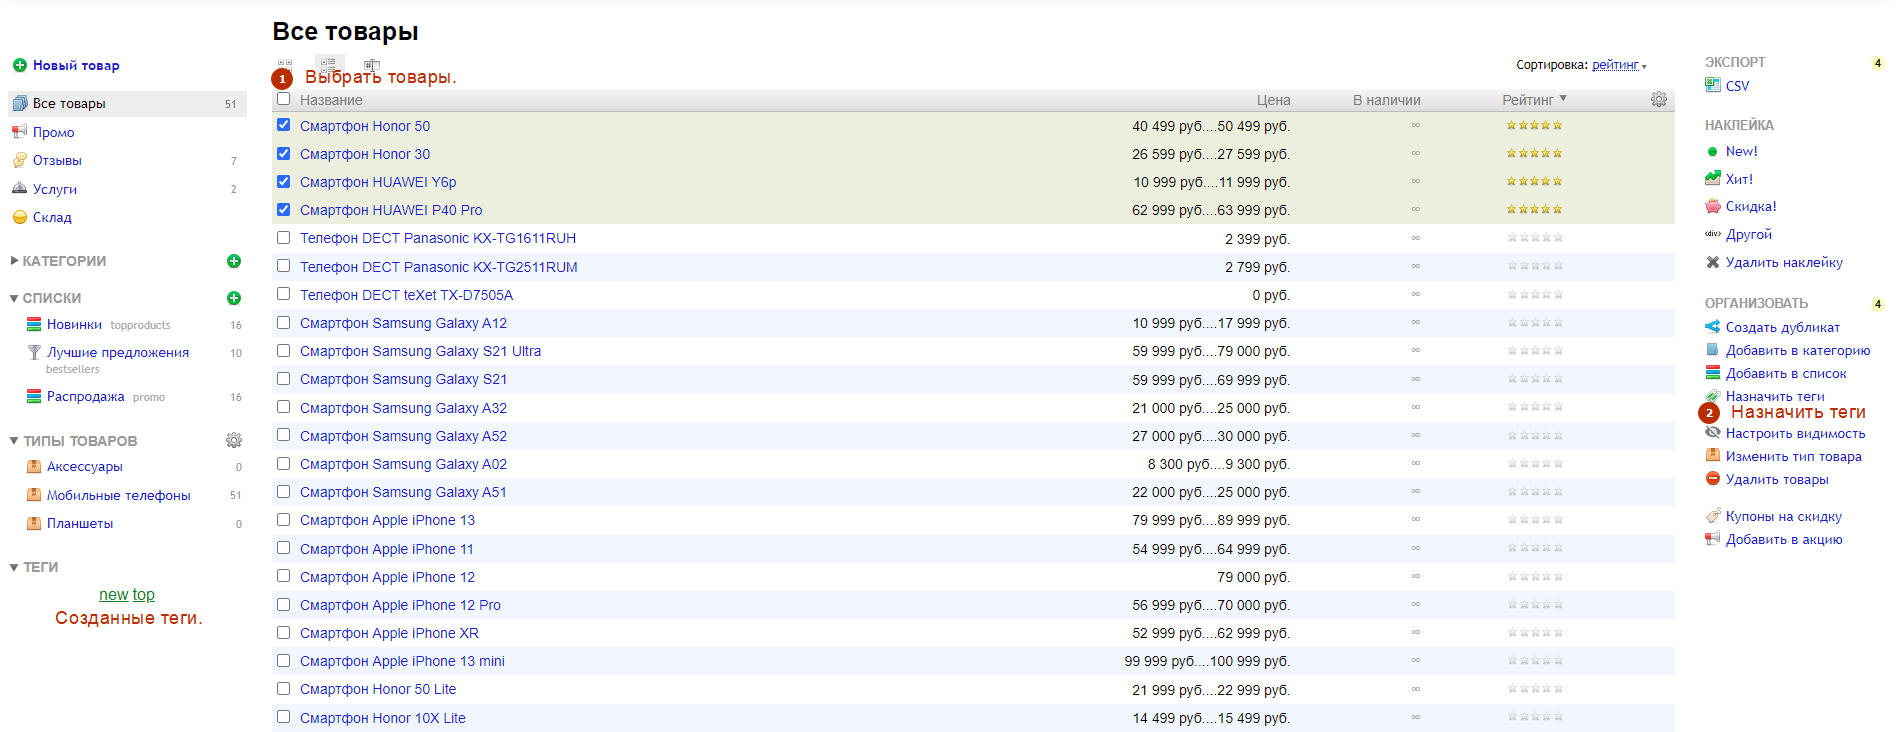 Все товары
Новый товар
Сортировка: рейтинг
1 Выбрать товары.
Все товары 51
Промо
Отзывы 7
Услуги 2
Склад
КАТЕГОРИИ
СПИСКИ
Новинки topproducts 16
Лучшие предложения 10
bestsellers
Распродажа promo 16
ТИПЫ ТОВАРОВ
Аксессуары 0
Мобильные телефоны 51
Планшеты 0
ТЕГИ
new top
Созданные теги.
Название Цена В наличии Рейтинг
Смартфон Honor 50 40 499 руб....50 499 руб. ∞
Смартфон Honor 30 26 599 руб....27 599 руб. ∞
Смартфон HUAWEI Y6p 10 999 руб....11 999 руб. ∞
Смартфон HUAWEI P40 Pro 62 999 руб....63 999 руб. ∞
Телефон DECT Panasonic KX-TG1611RUH 2 399 руб. ∞
Телефон DECT Panasonic KX-TG2511RUM 2 799 руб. ∞
Телефон DECT teXet TX-D7505A 0 руб. ∞
Смартфон Samsung Galaxy A12 10 999 руб....17 999 руб. ∞
Смартфон Samsung Galaxy S21 Ultra 59 999 руб....79 000 руб. ∞
Смартфон Samsung Galaxy S21 59 999 руб....69 999 руб. ∞
Смартфон Samsung Galaxy A32 21 000 руб....25 000 руб. ∞
Смартфон Samsung Galaxy A52 27 000 руб....30 000 руб. ∞
Смартфон Samsung Galaxy A02 8 300 руб....9 300 руб. ∞
Смартфон Samsung Galaxy A51 22 000 руб....25 000 руб. ∞
Смартфон Apple iPhone 13 79 999 руб....89 999 руб. ∞
Смартфон Apple iPhone 11 54 999 руб....64 999 руб. ∞
Смартфон Apple iPhone 12 79 000 руб. ∞
Смартфон Apple iPhone 12 Pro 56 999 руб....70 000 руб. ∞
Смартфон Apple iPhone XR 52 999 руб....62 999 руб. ∞
Смартфон Apple iPhone 13 mini 99 999 руб....100 999 руб. ∞
Смартфон Honor 50 Lite 21 999 руб....22 999 руб. ∞
Смартфон Honor 10X Lite 14 499 руб....15 499 руб. ∞
ЭКСПОРТ 4
CSV
НАКЛЕЙКА
New!
Хит!
Скидка!
<div> Другой
Удалить наклейку
ОРГАНИЗОВАТЬ 4
Создать дубликат
Добавить в категорию
Добавить в список
Назначить теги
2 Назначить теги
Настроить видимость
Изменить тип товара
Удалить товары
Купоны на скидку
Добавить в акцию